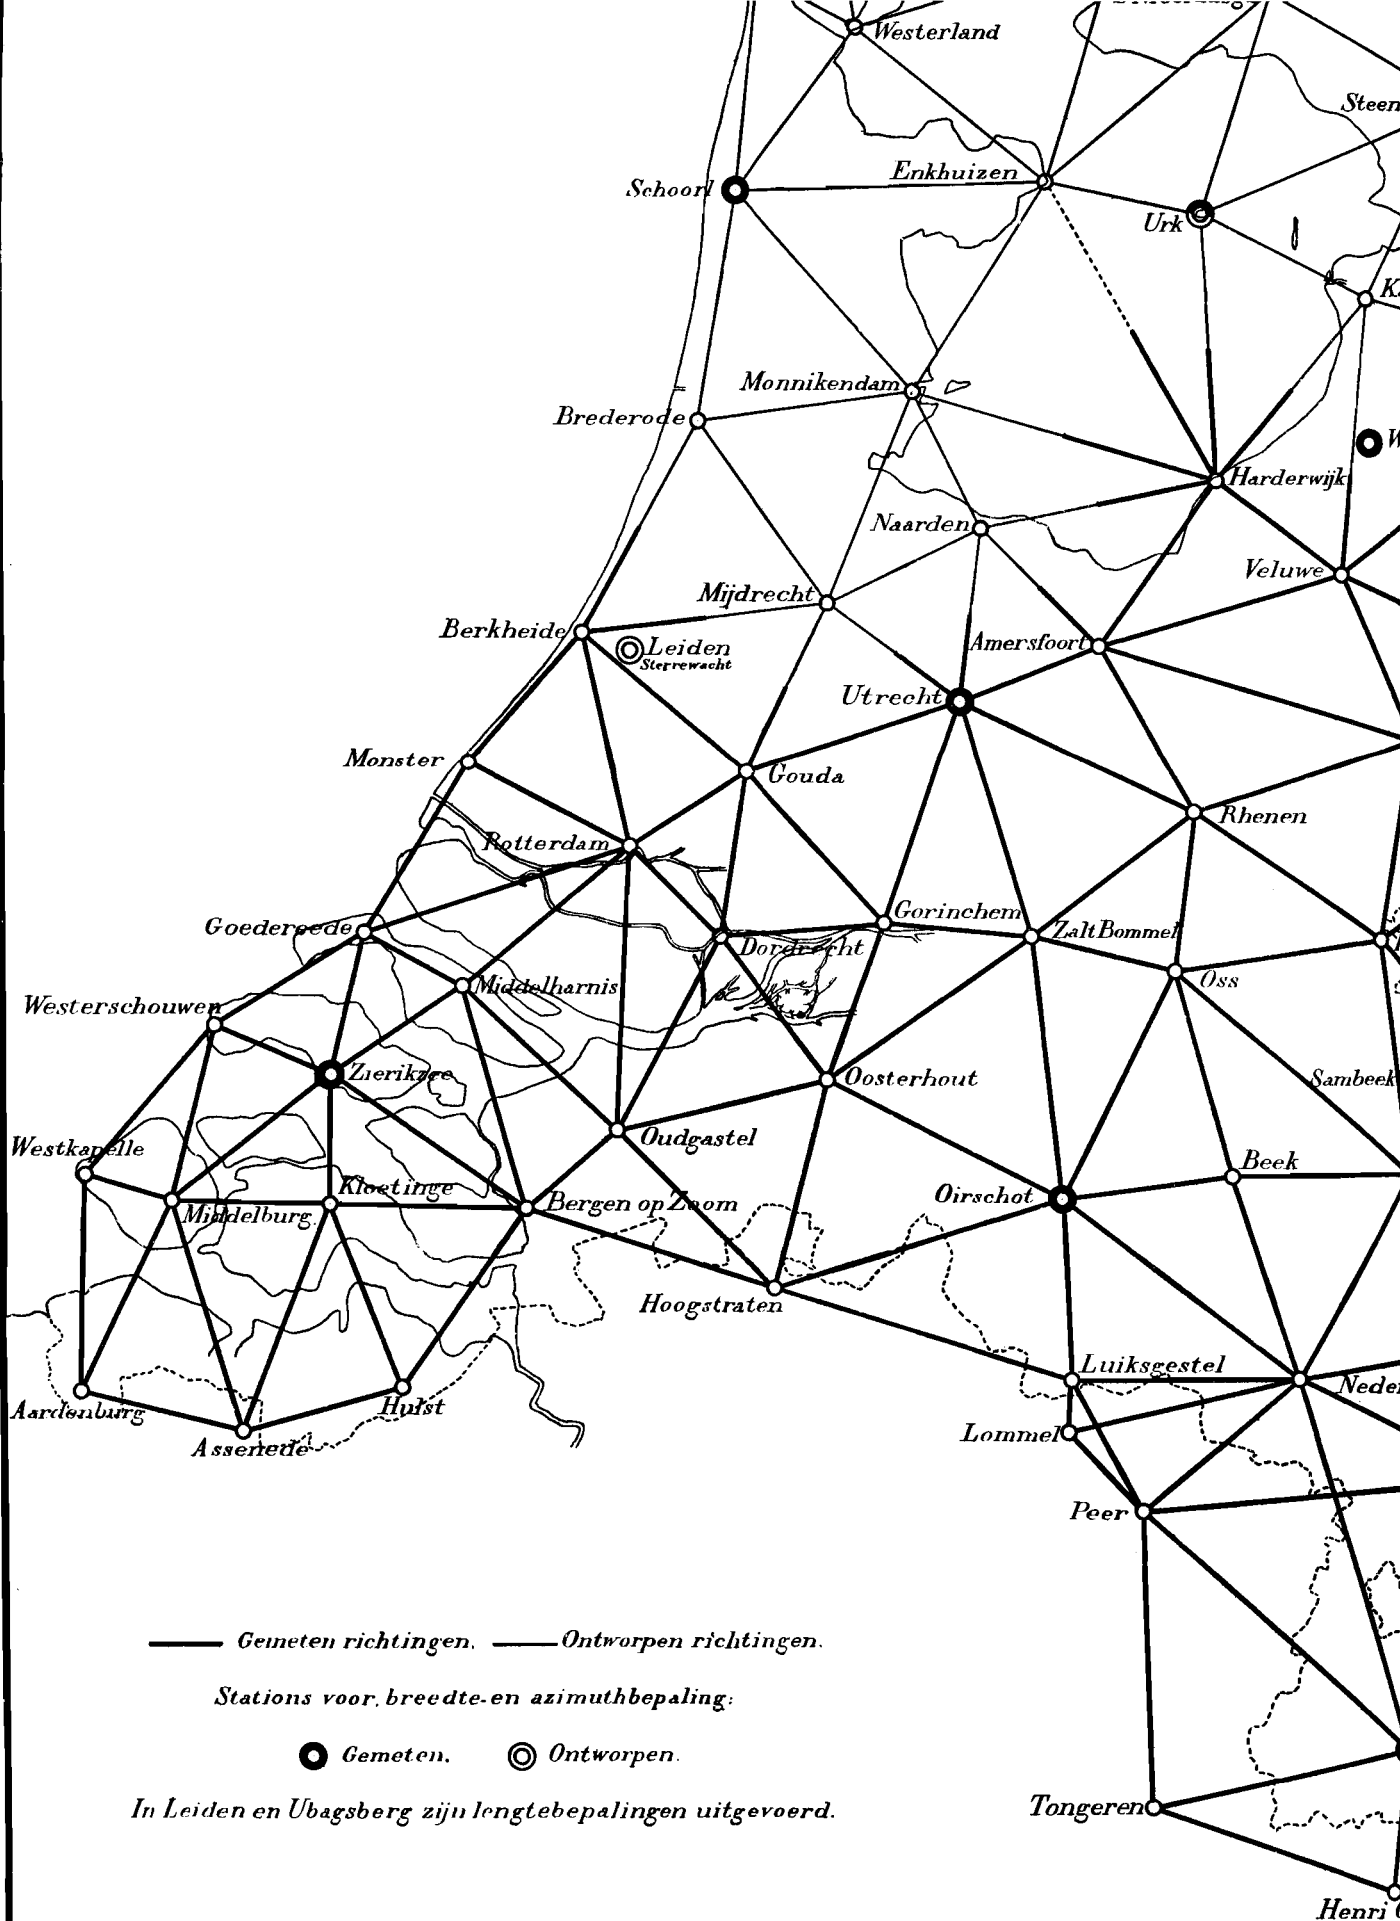 Westerland
Steen
Schoorl
Enkhuizen
Urk
Monnikendam
Brederode
Harderwijk
Naarden
Veluwe
Mijdrecht
Berkheide
Leiden
Sterrewacht
Amersfoort
Utrecht
Monster
Gouda
Rhenen
Rotterdam
Gorinchem
Goedereede
Zalt Bommel
Dordrecht
Oss
Middelharnis
Westerschouwen
Zierikzee
Oosterhout
Sambeek
Oudgastel
Westkapelle
Beek
Kloetinge
Oirschot
Bergen op Zoom
Middelburg
Hoogstraten
Luiksgestel
Neder
Aardenburg
Hulst
Lommel
Assenede
Peer
Gemeten richtingen. Ontworpen richtingen.
Stations voor breedte-en azimuthbepaling:
Gemeten. Ontworpen.
In Leiden en Ubagsberg zijn lengtebepalingen uitgevoerd.
Tongeren
Henri